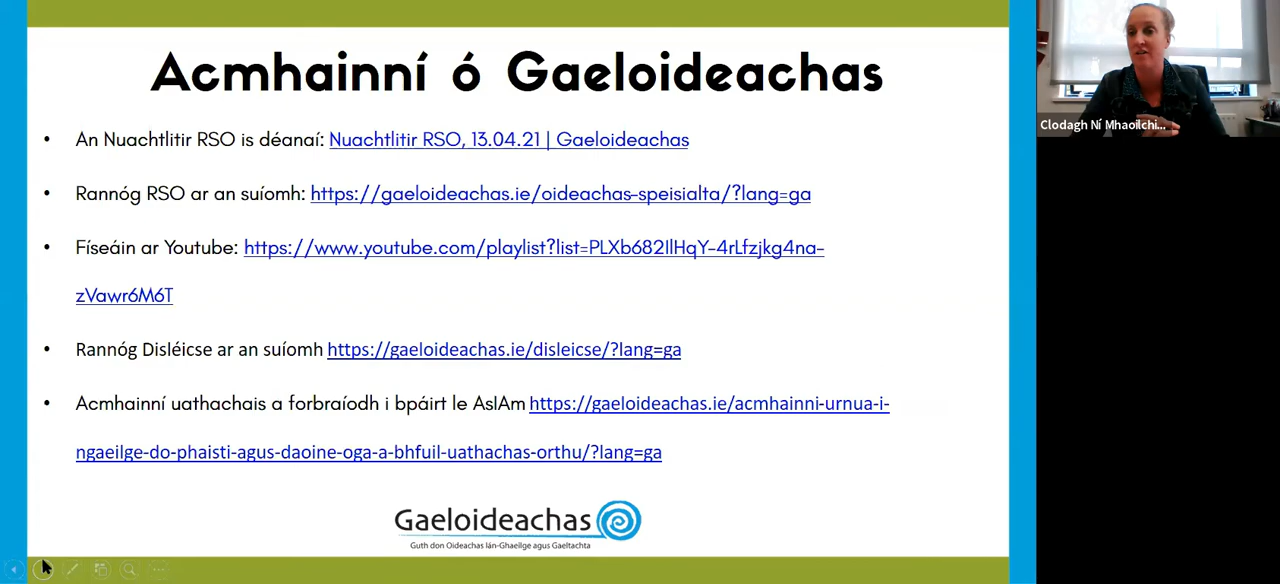 Acmhainní ó Gaeloideachas
• An Nuachtlitir RSO is déanaí: Nuachtlitir RSO, 13.04.21 | Gaeloideachas
• Rannóg RSO ar an suíomh: https://gaeloideachas.ie/oideachas-speisialta/?lang=ga
• Físeáin ar Youtube: https://www.youtube.com/playlist?list=PLXb682IlHqY-4rLfzjkg4na-
zVawr6M6T
• Rannóg Disléicse ar an suíomh https://gaeloideachas.ie/disleicse/?lang=ga
• Acmhainní uathachais a forbraíodh i bpáirt le AsIAm https://gaeloideachas.ie/acmhainni-urnua-i-
ngaeilge-do-phaisti-agus-daoine-oga-a-bhfuil-uathachas-orthu/?lang=ga
Gaeloideachas
Guth don Oideachas lán-Ghaeilge agus Gaeltachta
Clodagh Ní Mhaoilchi...